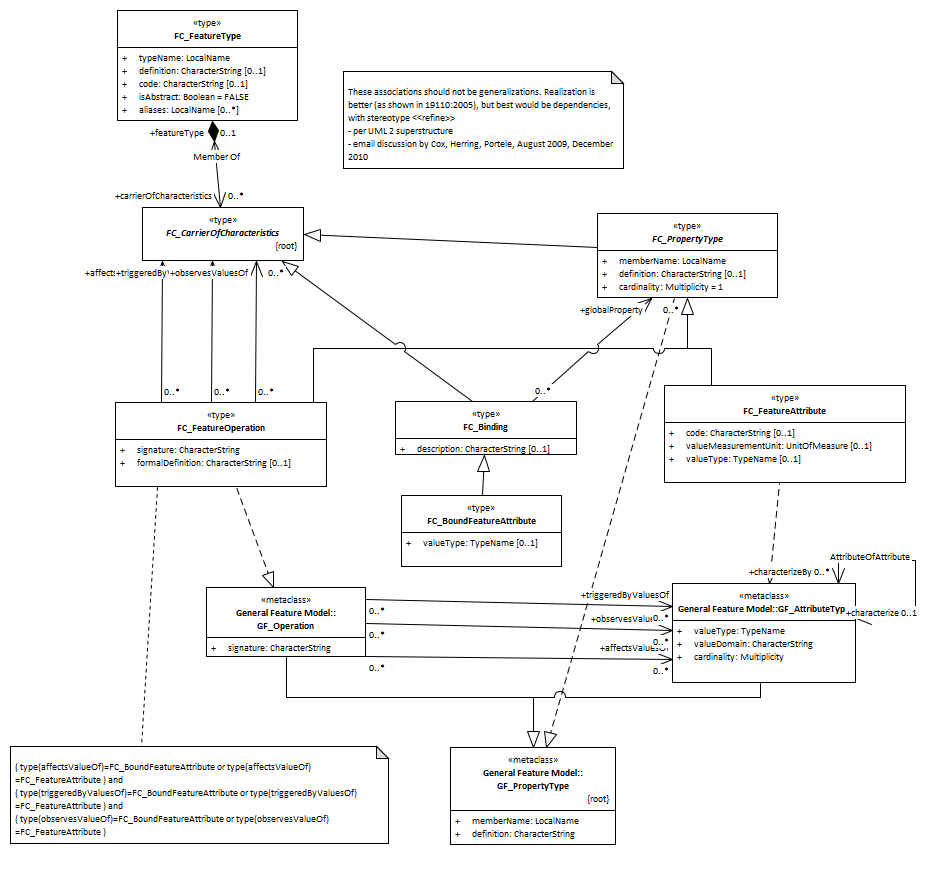 «type»
FC_FeatureType
+ typeName: LocalName
+ definition: CharacterString [0..1]
+ code: CharacterString [0..1]
+ isAbstract: Boolean = FALSE
+ aliases: LocalName [0..*]
These associations should not be generalizations. Realization is
better (as shown in 19110:2005), but best would be dependencies,
with stereotype <<refine>>
- per UML 2 superstructure
- email discussion by Cox, Herring, Portele, August 2009, December
2010
+featureType 0..1
Member Of
+carrierOfCharacteristics 0..*
«type»
FC_CarrierOfCharacteristics
{root}
«type»
FC_PropertyType
+ memberName: LocalName
+ definition: CharacterString [0..1]
+ cardinality: Multiplicity = 1
+affects +triggeredBy +observesValuesOf 0..*
+globalProperty 0..*
0..* 0..* 0..*
0..*
«type»
FC_FeatureOperation
+ signature: CharacterString
+ formalDefinition: CharacterString [0..1]
«type»
FC_Binding
+ description: CharacterString [0..1]
«type»
FC_FeatureAttribute
+ code: CharacterString [0..1]
+ valueMeasurementUnit: UnitOfMeasure [0..1]
+ valueType: TypeName [0..1]
«type»
FC_BoundFeatureAttribute
+ valueType: TypeName [0..1]
AttributeOfAttribute
+characterizeBy 0..*
+characterize 0..1
«metaclass»
General Feature Model::
GF_Operation
+ signature: CharacterString
+triggeredByValuesOf
0..*
0..*
+observesValue
0..*
0..*
+affectsValuesOf
0..*
0..*
«metaclass»
General Feature Model::GF_AttributeTyp
+ valueType: TypeName
+ valueDomain: CharacterString
+ cardinality: Multiplicity
( type(affectsValueOf)=FC_BoundFeatureAttribute or type(affectsValueOf)
=FC_FeatureAttribute ) and
( type(triggeredByValuesOf)=FC_BoundFeatureAttribute or type(triggeredByValuesOf)
=FC_FeatureAttribute ) and
( type(observesValueOf)=FC_BoundFeatureAttribute or type(observesValueOf)
=FC_FeatureAttribute )
«metaclass»
General Feature Model::
GF_PropertyType
{root}
+ memberName: LocalName
+ definition: CharacterString